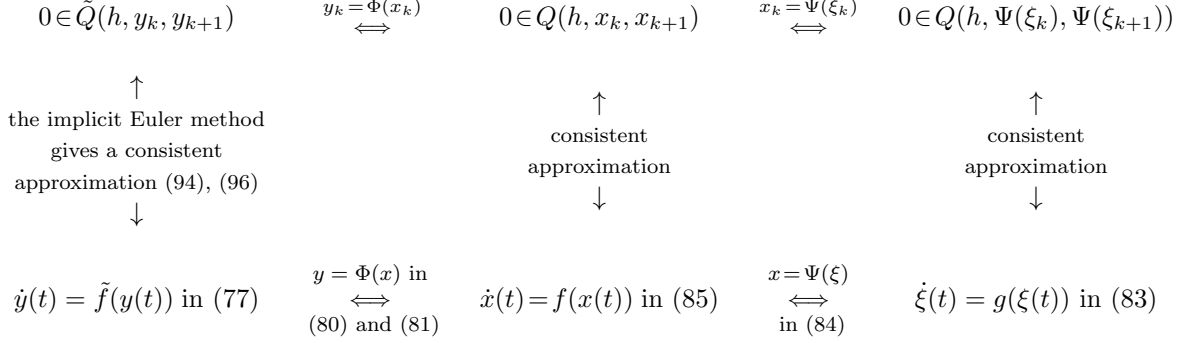 0 ∈ Q̃(h, y_k, y_{k+1}) y_k = Φ(x_k) ⟺ 0 ∈ Q(h, x_k, x_{k+1}) x_k = Ψ(ξ_k) ⟺ 0 ∈ Q(h, Ψ(ξ_k), Ψ(ξ_{k+1}))
↑
the implicit Euler method
gives a consistent
approximation (94), (96)
↓
↑
consistent
approximation
↓
↑
consistent
approximation
↓
ẏ(t) = f̃(y(t)) in (77)
y = Φ(x) in
⟺
(80) and (81)
ẋ(t) = f(x(t)) in (85)
x = Ψ(ξ)
⟺
in (84)
ξ̇(t) = g(ξ(t)) in (83)